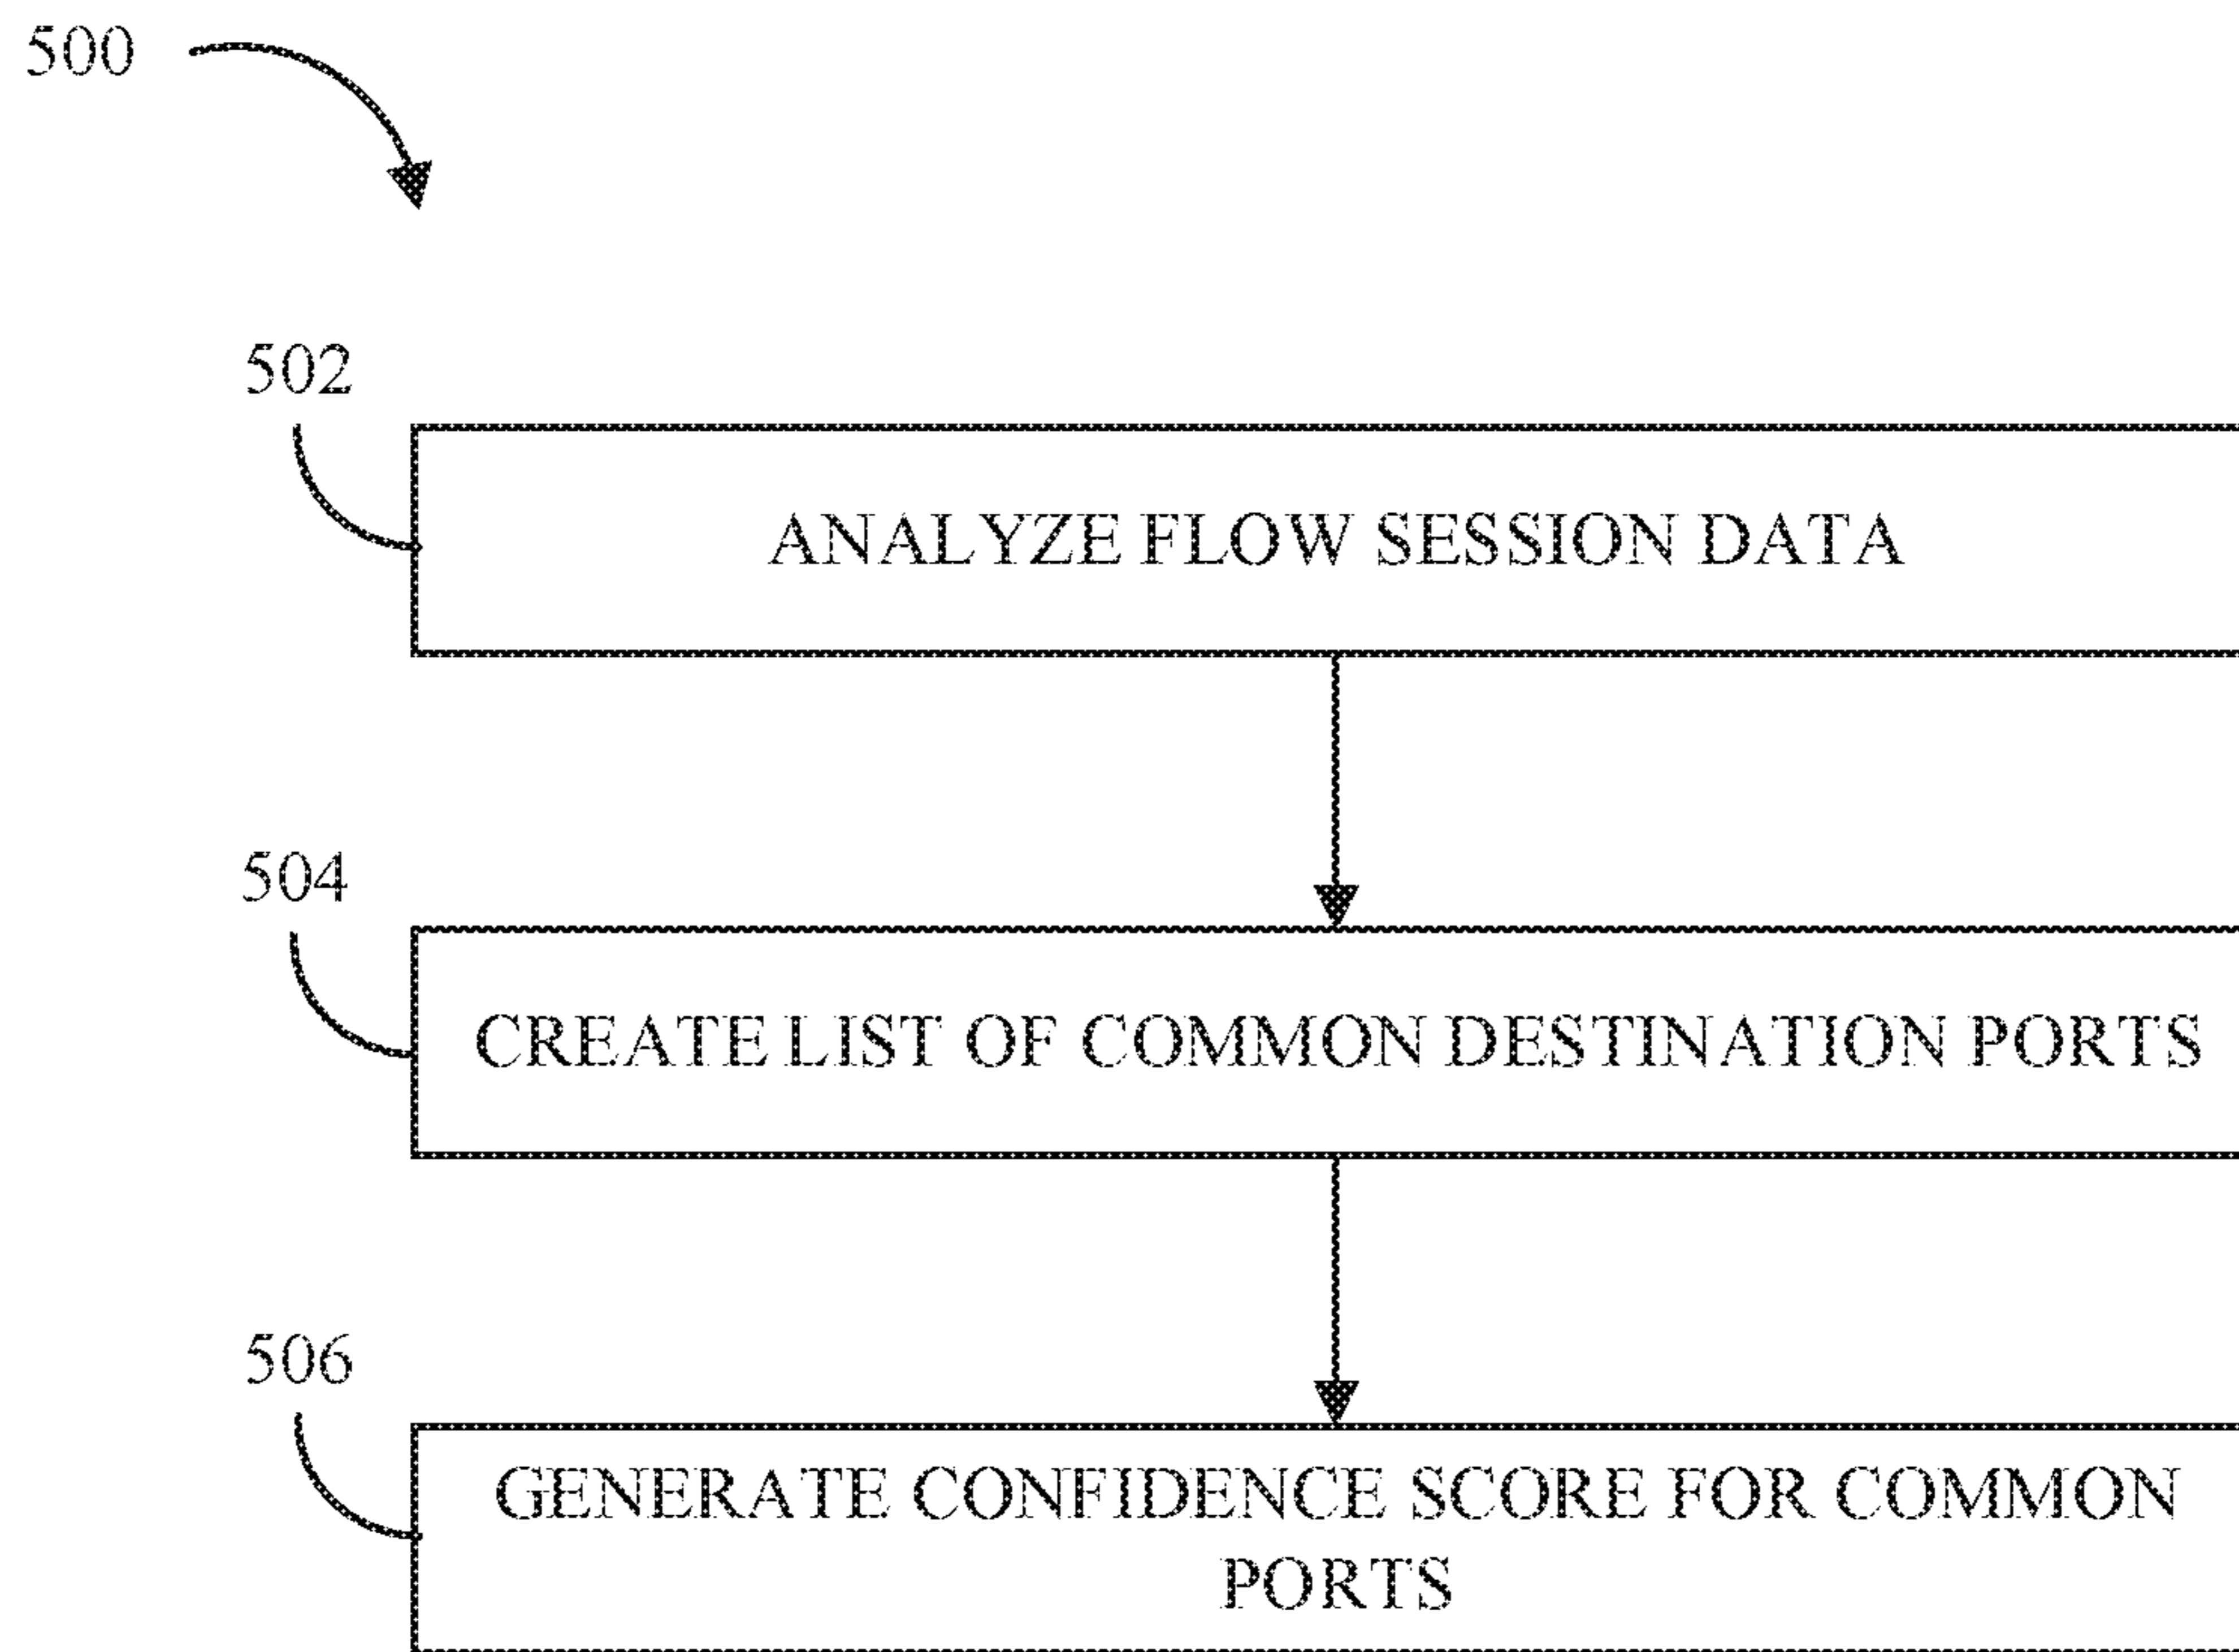 500
502
ANALYZE FLOW SESSION DATA
504
CREATE LIST OF COMMON DESTINATION PORTS
506
GENERATE CONFIDENCE SCORE FOR COMMON
PORTS